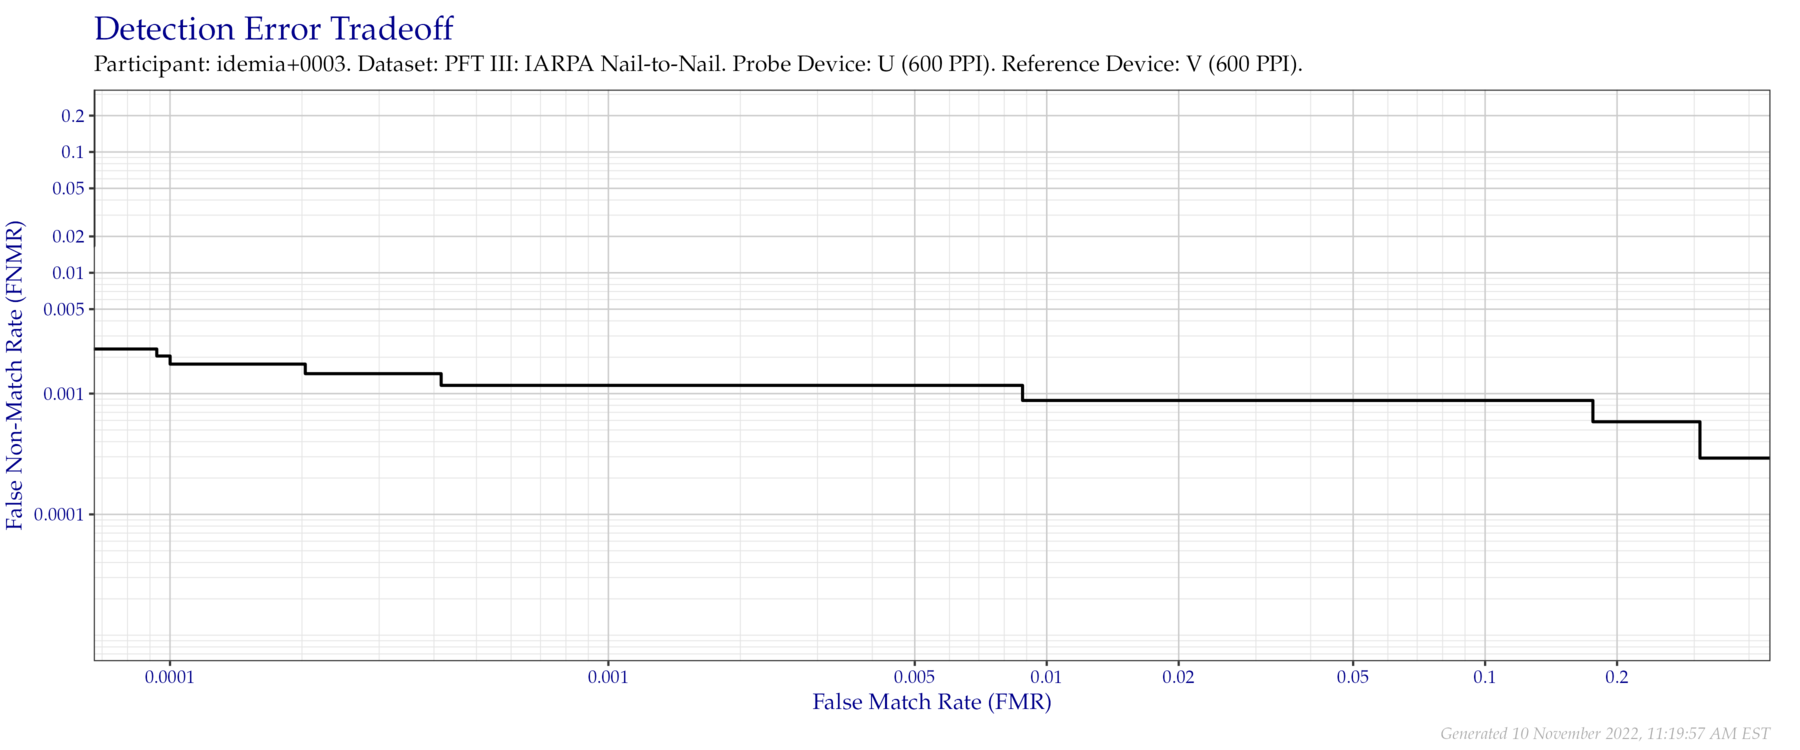 Detection Error Tradeoff
Participant: idemia+0003. Dataset: PFT III: IARPA Nail-to-Nail. Probe Device: U (600 PPI). Reference Device: V (600 PPI).
False Non-Match Rate (FNMR)
0.2
0.1
0.05
0.02
0.01
0.005
0.001
0.0001
0.0001 0.001 0.005 0.01 0.02 0.05 0.1 0.2
False Match Rate (FMR)
Generated 10 November 2022, 11:19:57 AM EST